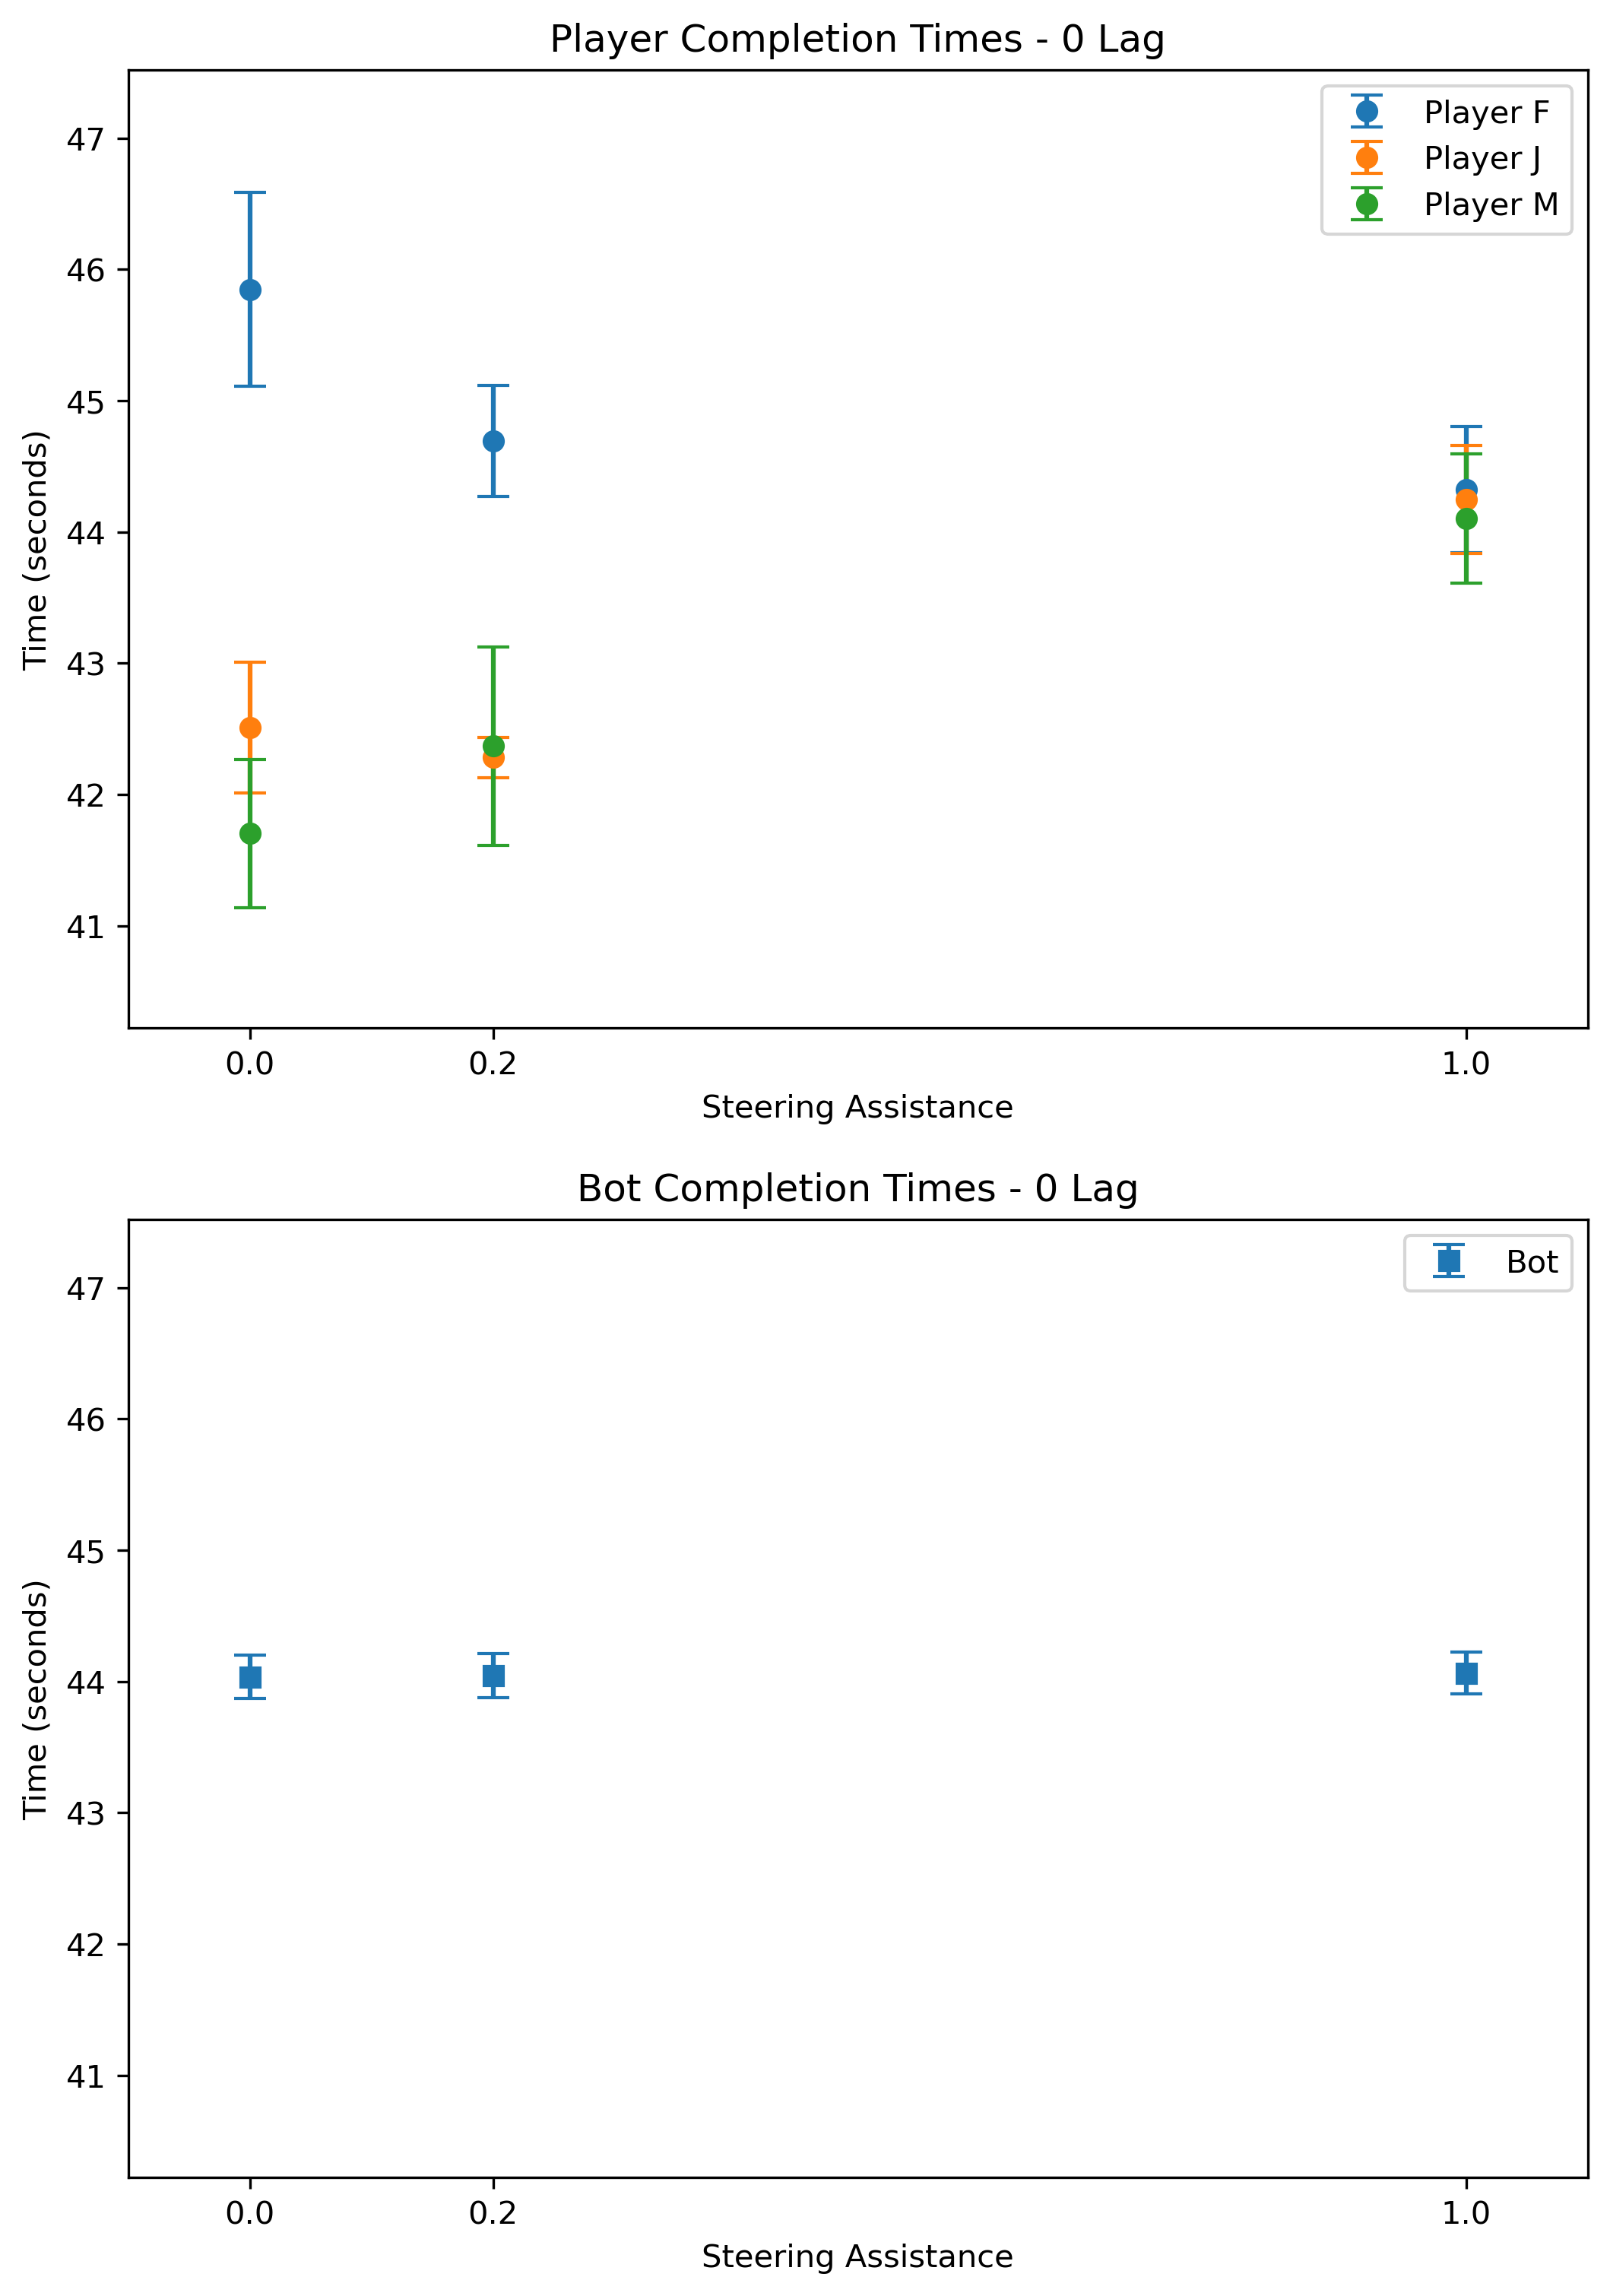 Player Completion Times - 0 Lag
Player F
Player J
Player M
47
46
45
44
43
42
41
Time (seconds)
0.0 0.2 1.0
Steering Assistance
Bot Completion Times - 0 Lag
Bot
47
46
45
44
43
42
41
Time (seconds)
0.0 0.2 1.0
Steering Assistance